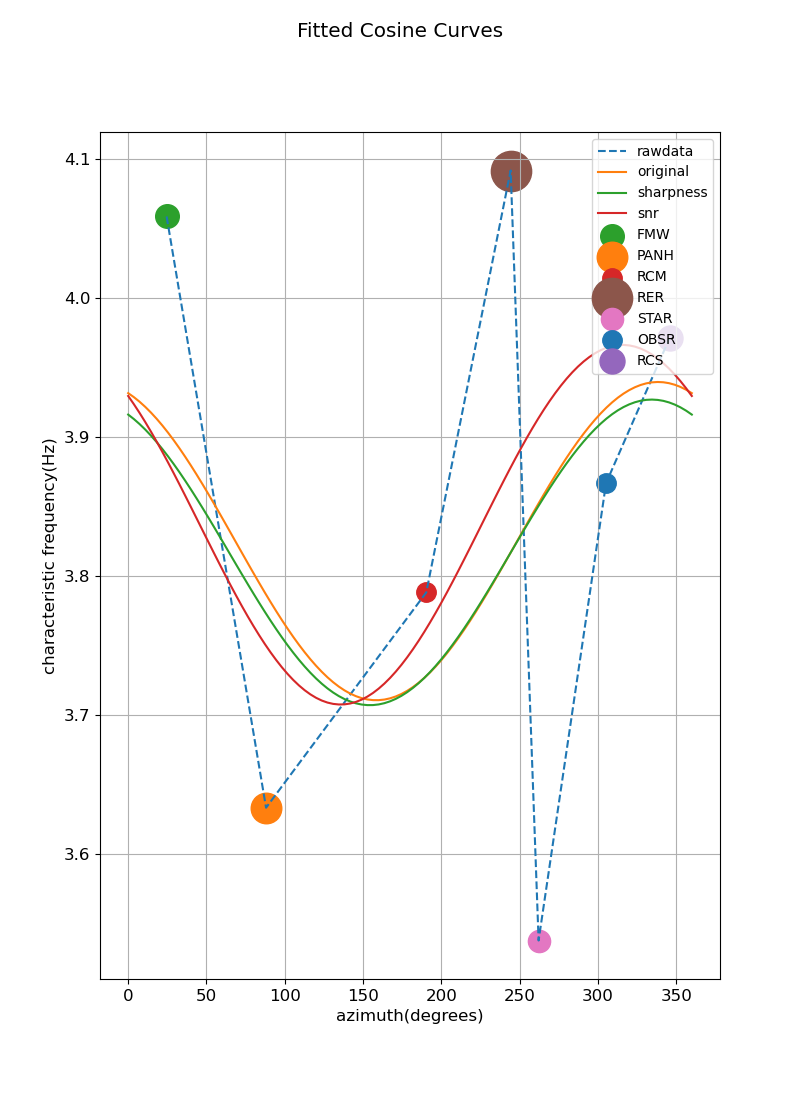 Fitted Cosine Curves
characteristic frequency(Hz)
4.1
4.0
3.9
3.8
3.7
3.6
rawdata
original
sharpness
snr
FMW
PANH
RCM
RER
STAR
OBSR
RCS
0 50 100 150 200 250 300 350
azimuth(degrees)